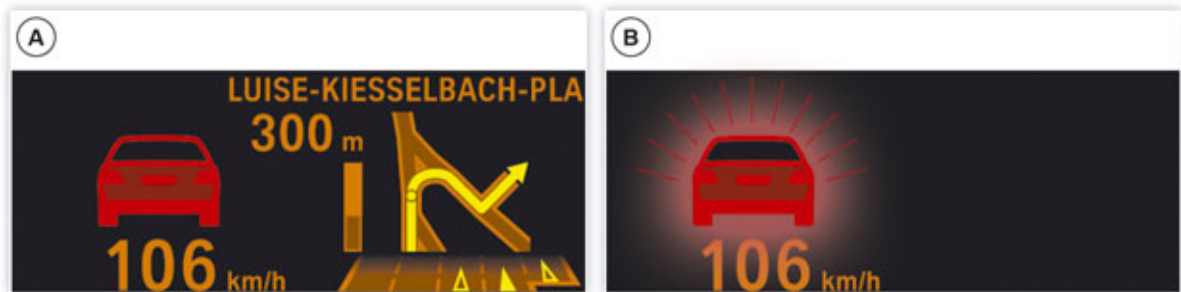 A
LUISE-KIESSELBACH-PLA
300 m
106 km/h
B
106 km/h